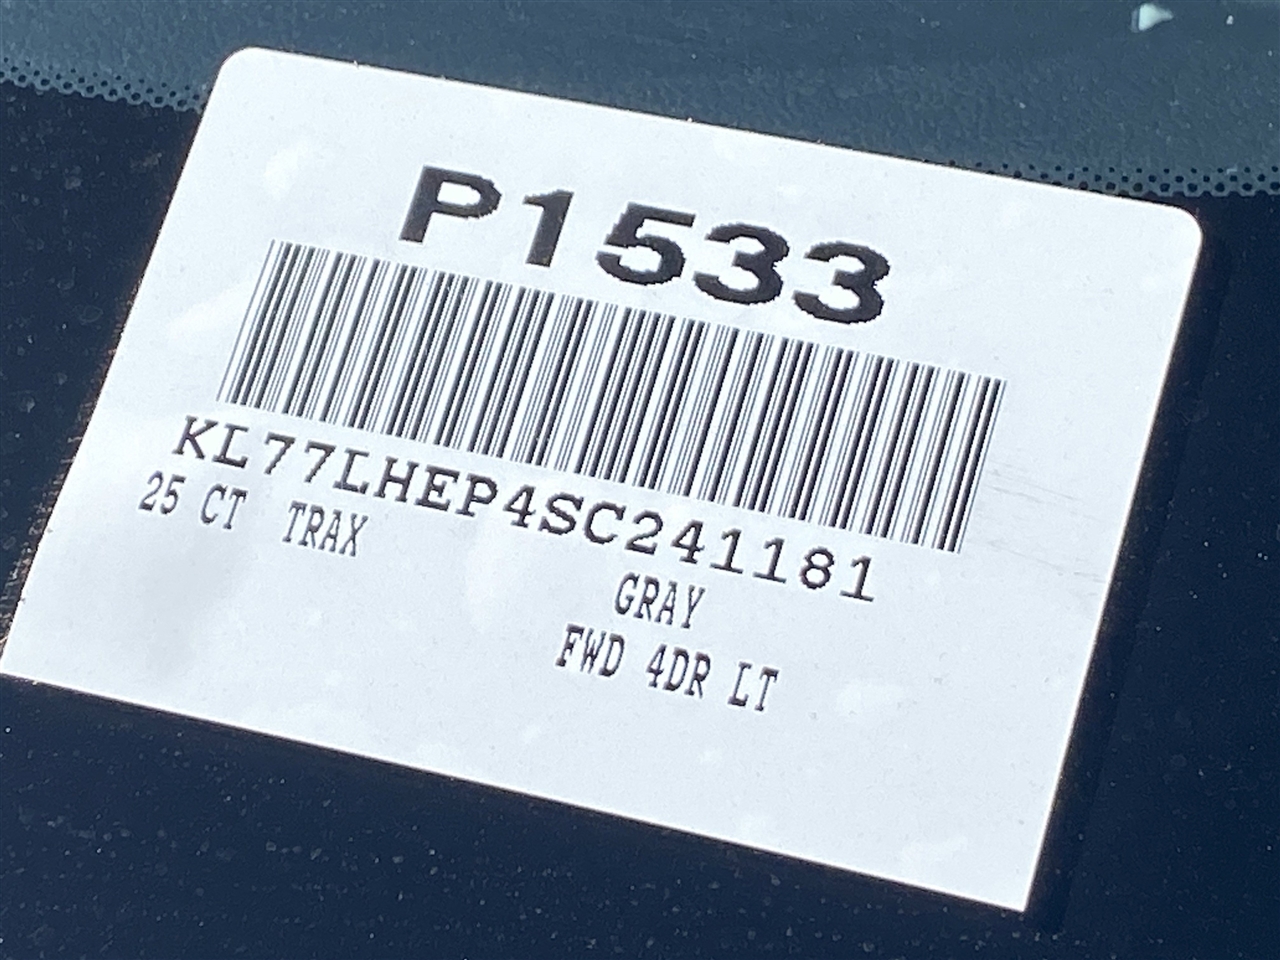 P1533
KL77LHEP4SC241181
25 CT TRAX
GRAY
FWD 4DR LT